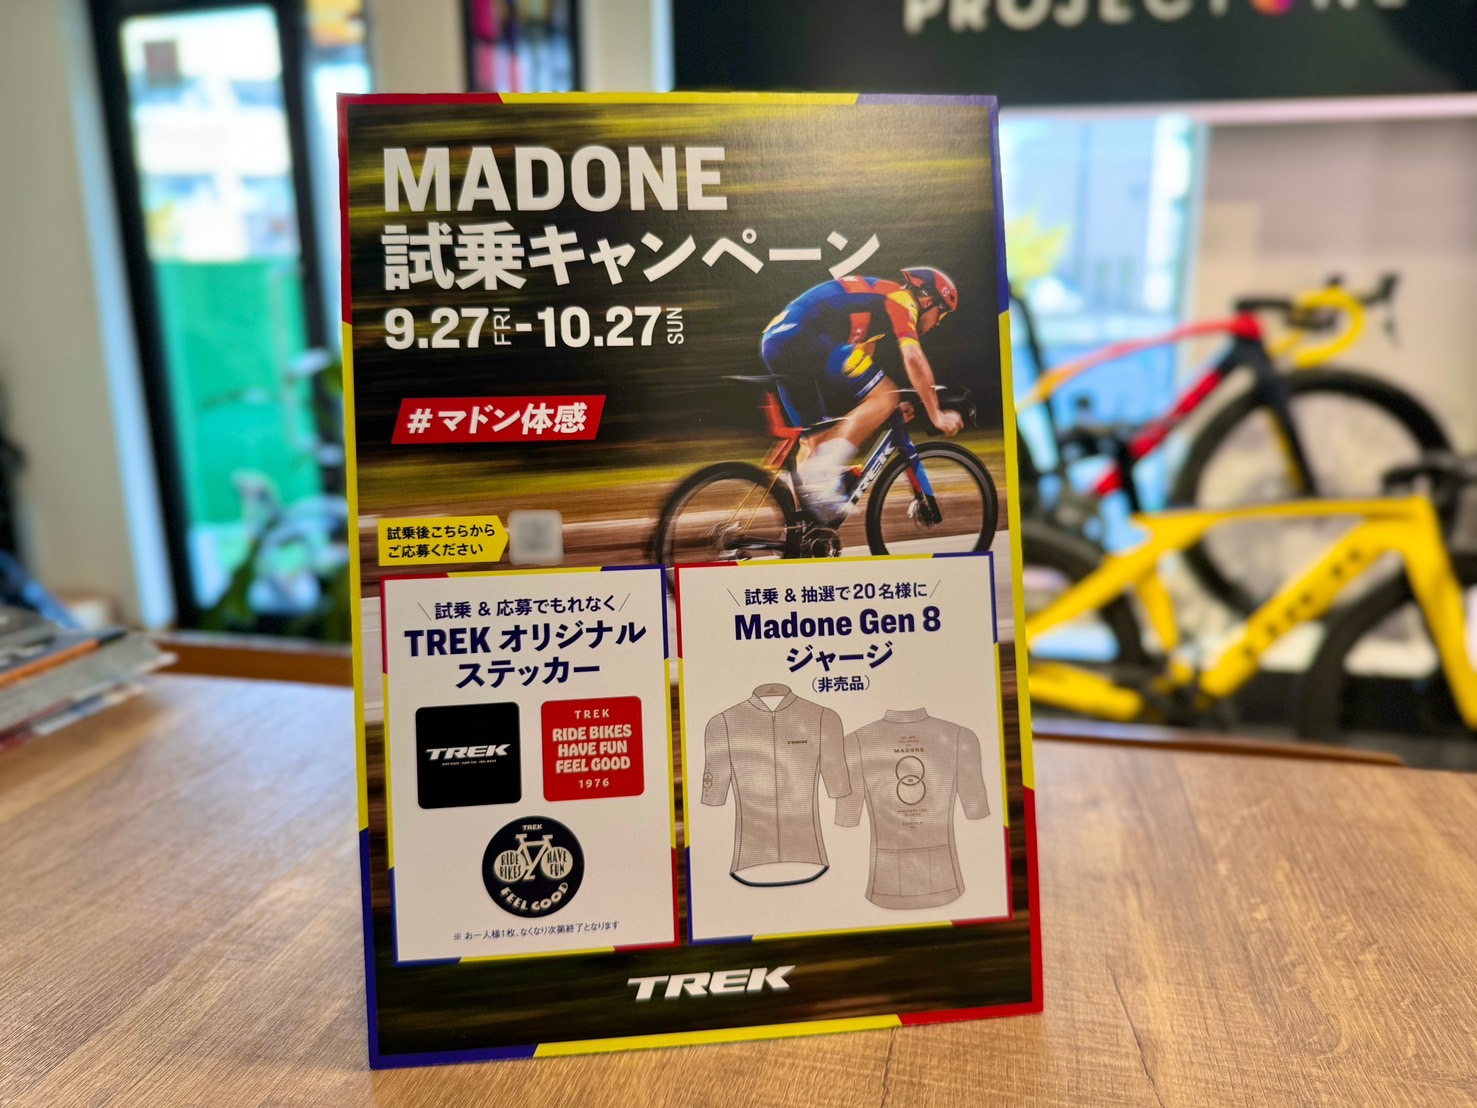 MADONE
試乗キャンペーン
9.27 FRI - 10.27 SUN
#マドン体感
TREK
試乗後こちらから
ご応募ください
\ 試乗 & 応募でもれなく /
TREK オリジナル
ステッカー
TREK
TREK
RIDE BIKES
HAVE FUN
FEEL GOOD
1976
TREK
RIDE BIKES
HAVE FUN
FEEL GOOD
※ お一人様1枚、なくなり次第終了となります
\ 試乗 & 抽選で20名様に /
Madone Gen 8
ジャージ
(非売品)
TREK
MADONE
TREK
TREK